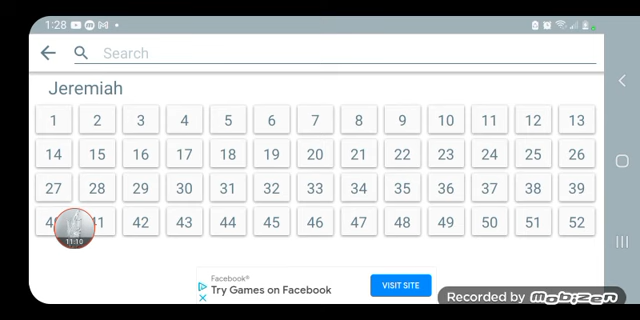 1:28
Search
Jeremiah
1 2 3 4 5 6 7 8 9 10 11 12 13
14 15 16 17 18 19 20 21 22 23 24 25 26
27 28 29 30 31 32 33 34 35 36 37 38 39
4 1 42 43 44 45 46 47 48 49 50 51 52
11:10
Facebook®
Try Games on Facebook
VISIT SITE
Recorded by Mobizen